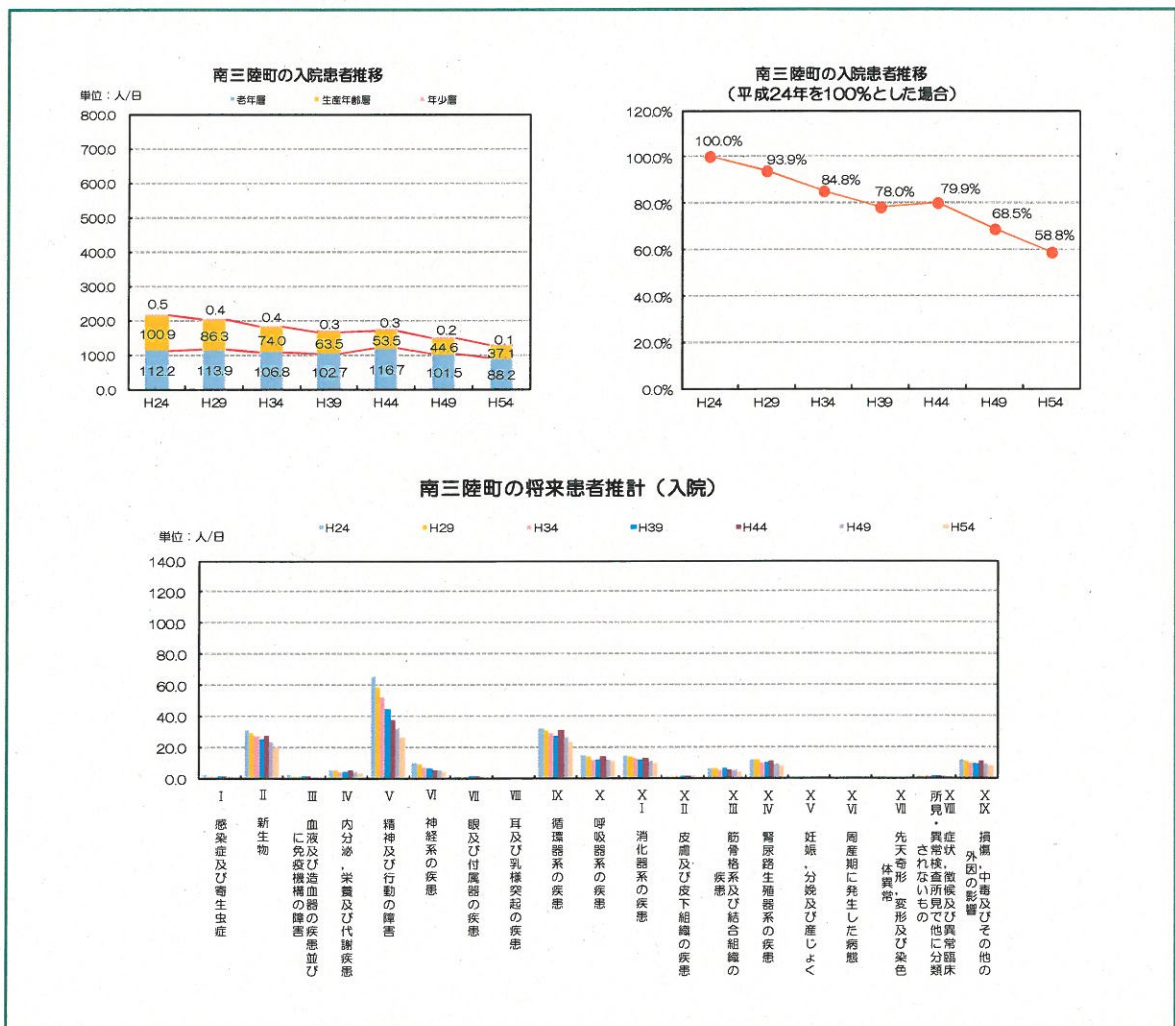 南三陸町の入院患者推移
単位：人/日
老年層 生産年齢層 年少層
800.0
700.0
600.0
500.0
400.0
300.0
200.0
100.0
0.0
0.5 0.4 0.4 0.3 0.3 0.2 0.1
100.9 86.3 74.0 63.5 53.5 44.6 37.1
112.2 113.9 106.8 102.7 116.7 101.5 88.2
H24 H29 H34 H39 H44 H49 H54
南三陸町の入院患者推移
（平成24年を100%とした場合）
120.0%
100.0%
80.0%
60.0%
40.0%
20.0%
0.0%
100.0% 93.9% 84.8% 78.0% 79.9% 68.5% 58.8%
H24 H29 H34 H39 H44 H49 H54
南三陸町の将来患者推計（入院）
H24 H29 H34 H39 H44 H49 H54
単位：人/日
140.0
120.0
100.0
80.0
60.0
40.0
20.0
0.0
Ⅰ 感染症及び寄生虫症
Ⅱ 新生物
Ⅲ 血液及び造血器の疾患並び
に免疫機構の障害
Ⅳ 内分泌，栄養及び代謝疾患
Ⅴ 精神及び行動の障害
Ⅵ 神経系の疾患
Ⅶ 眼及び付属器の疾患
Ⅷ 耳及び乳様突起の疾患
Ⅸ 循環器系の疾患
Ⅹ 呼吸器系の疾患
ⅩⅠ 消化器系の疾患
ⅩⅡ 皮膚及び皮下組織の疾患
ⅩⅢ 筋骨格系及び結合組織の
疾患
ⅩⅣ 腎尿路生殖器系の疾患
ⅩⅤ 妊娠，分娩及び産じょく
ⅩⅥ 周産期に発生した病態
ⅩⅦ 先天奇形，変形及び染色
体異常
ⅩⅧ 症状，徴候及び異常臨床
所見・異常検査所見で他に分類
されないもの
ⅩⅨ 損傷，中毒及びその他の
外因の影響